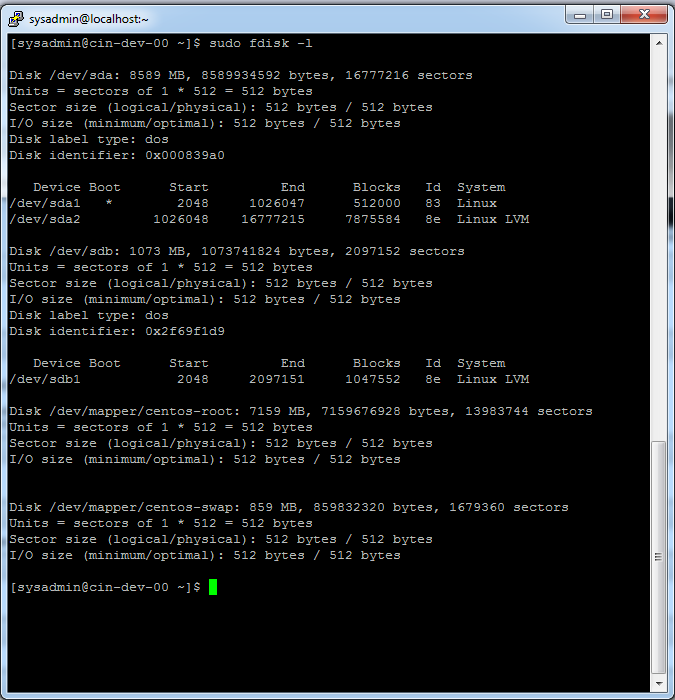 sysadmin@localhost:~
[sysadmin@cin-dev-00 ~]$ sudo fdisk -l
Disk /dev/sda: 8589 MB, 8589934592 bytes, 16777216 sectors
Units = sectors of 1 * 512 = 512 bytes
Sector size (logical/physical): 512 bytes / 512 bytes
I/O size (minimum/optimal): 512 bytes / 512 bytes
Disk label type: dos
Disk identifier: 0x000839a0
Device Boot      Start         End      Blocks   Id  System
/dev/sda1   *        2048     1026047      512000   83  Linux
/dev/sda2         1026048    16777215     7875584   8e  Linux LVM
Disk /dev/sdb: 1073 MB, 1073741824 bytes, 2097152 sectors
Units = sectors of 1 * 512 = 512 bytes
Sector size (logical/physical): 512 bytes / 512 bytes
I/O size (minimum/optimal): 512 bytes / 512 bytes
Disk label type: dos
Disk identifier: 0x2f69f1d9
Device Boot      Start         End      Blocks   Id  System
/dev/sdb1            2048     2097151     1047552   8e  Linux LVM
Disk /dev/mapper/centos-root: 7159 MB, 7159676928 bytes, 13983744 sectors
Units = sectors of 1 * 512 = 512 bytes
Sector size (logical/physical): 512 bytes / 512 bytes
I/O size (minimum/optimal): 512 bytes / 512 bytes
Disk /dev/mapper/centos-swap: 859 MB, 859832320 bytes, 1679360 sectors
Units = sectors of 1 * 512 = 512 bytes
Sector size (logical/physical): 512 bytes / 512 bytes
I/O size (minimum/optimal): 512 bytes / 512 bytes
[sysadmin@cin-dev-00 ~]$